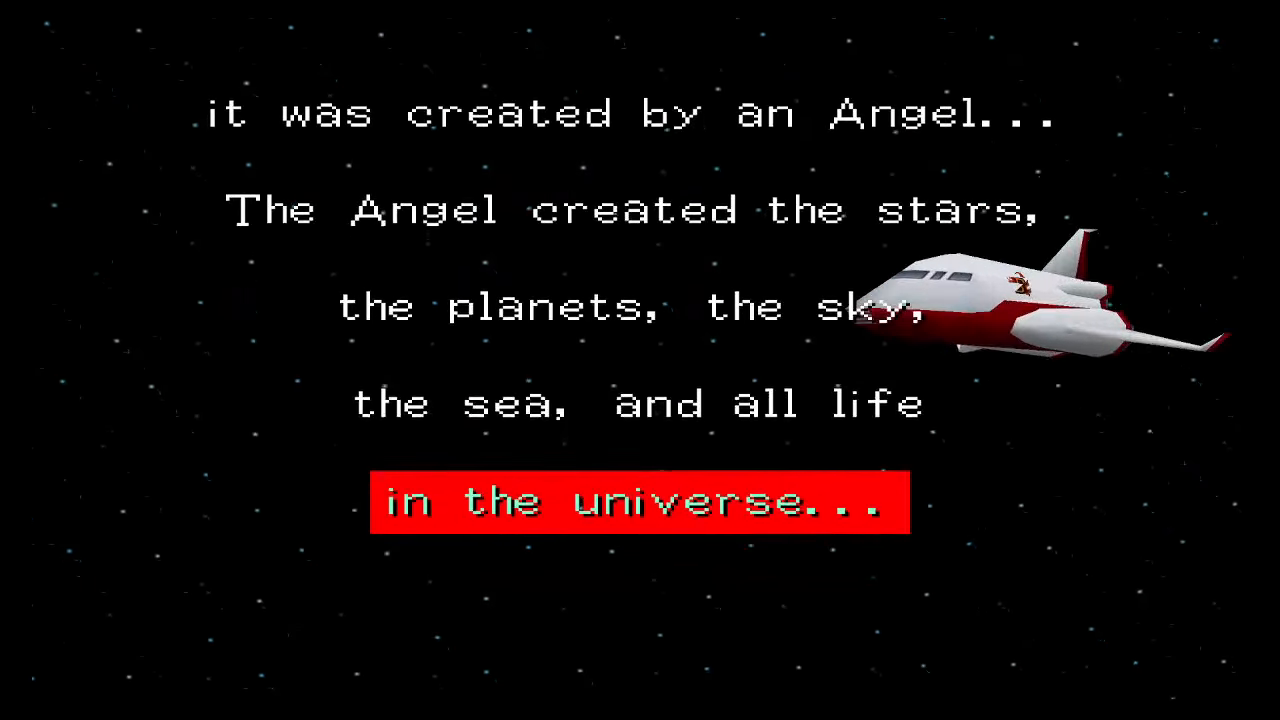 it was created by an Angel...
The Angel created the stars,
the planets, the sky,
the sea, and all life
in the universe...